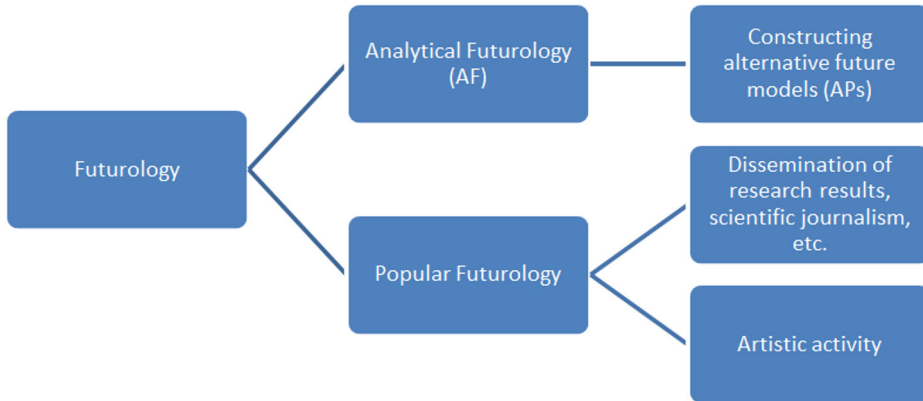 Futurology
Analytical Futurology
(AF)
Popular Futurology
Constructing
alternative future
models (APs)
Dissemination of
research results,
scientific journalism,
etc.
Artistic activity